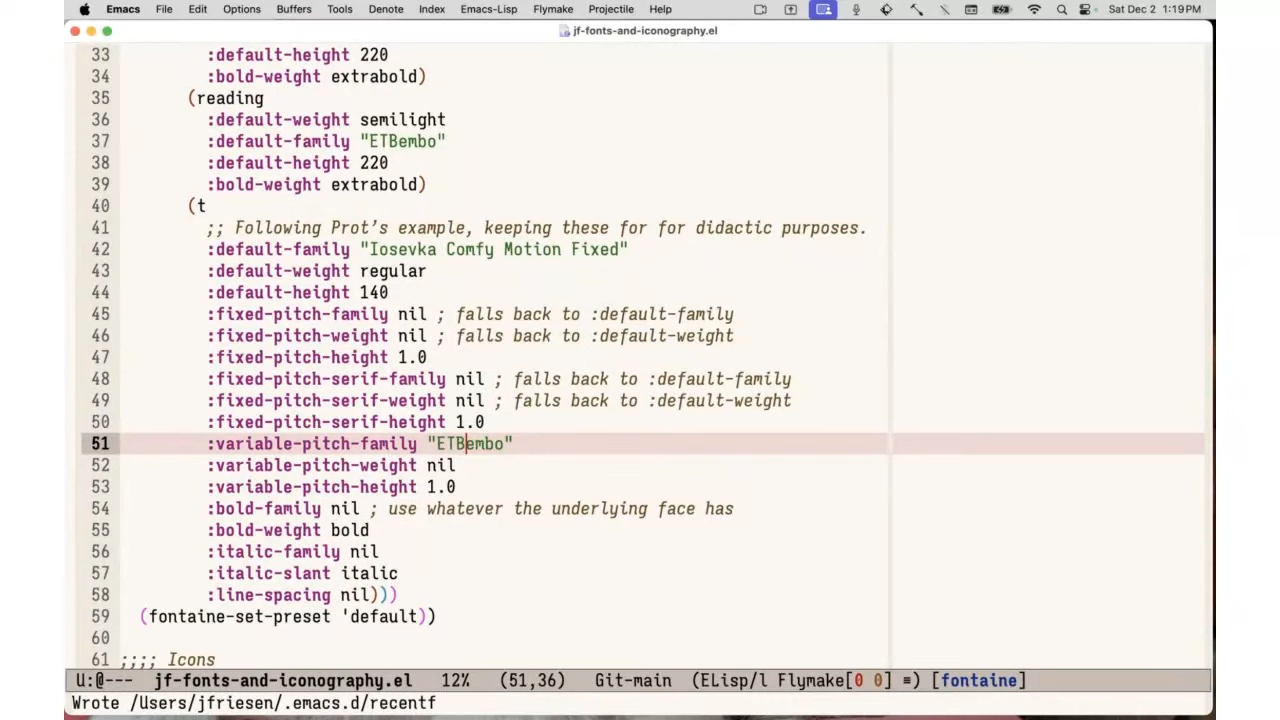 Emacs File Edit Options Buffers Tools Denote Index Emacs-Lisp Flymake Projectile Help Sat Dec 2 1:19 PM
jf-fonts-and-iconography.el
33 :default-height 220
34 :bold-weight extrabold)
35 (reading
36 :default-weight semilight
37 :default-family "ETBembo"
38 :default-height 220
39 :bold-weight extrabold)
40 (t
41 ;; Following Prot’s example, keeping these for for didactic purposes.
42 :default-family "Iosevka Comfy Motion Fixed"
43 :default-weight regular
44 :default-height 140
45 :fixed-pitch-family nil ; falls back to :default-family
46 :fixed-pitch-weight nil ; falls back to :default-weight
47 :fixed-pitch-height 1.0
48 :fixed-pitch-serif-family nil ; falls back to :default-family
49 :fixed-pitch-serif-weight nil ; falls back to :default-weight
50 :fixed-pitch-serif-height 1.0
51 :variable-pitch-family "ETBembo"
52 :variable-pitch-weight nil
53 :variable-pitch-height 1.0
54 :bold-family nil ; use whatever the underlying face has
55 :bold-weight bold
56 :italic-family nil
57 :italic-slant italic
58 :line-spacing nil)))
59 (fontaine-set-preset 'default))
60
61 ;;;; Icons
U:@--- jf-fonts-and-iconography.el 12% (51,36) Git-main (ELisp/l Flymake[0 0] ≡) [fontaine]
Wrote /Users/jfriesen/.emacs.d/recentf